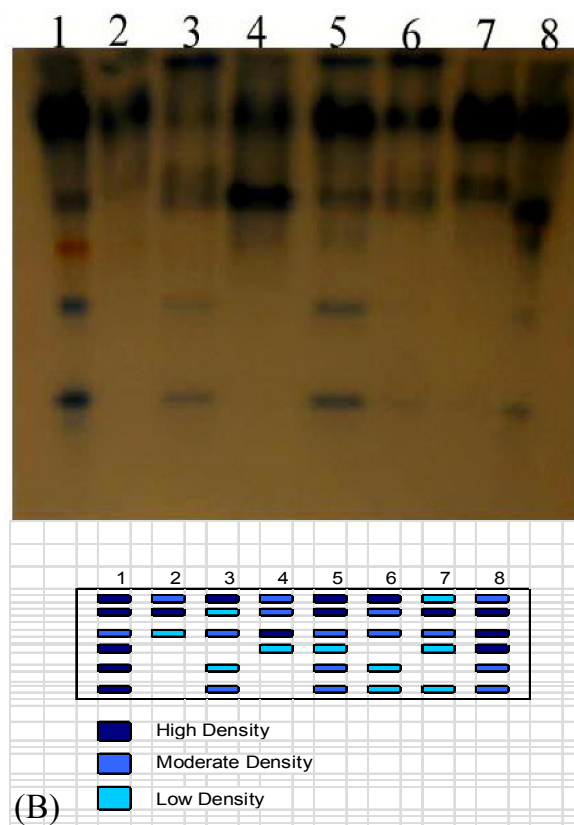 1 2 3 4 5 6 7 8
1 2 3 4 5 6 7 8
High Density
Moderate Density
Low Density
(B)